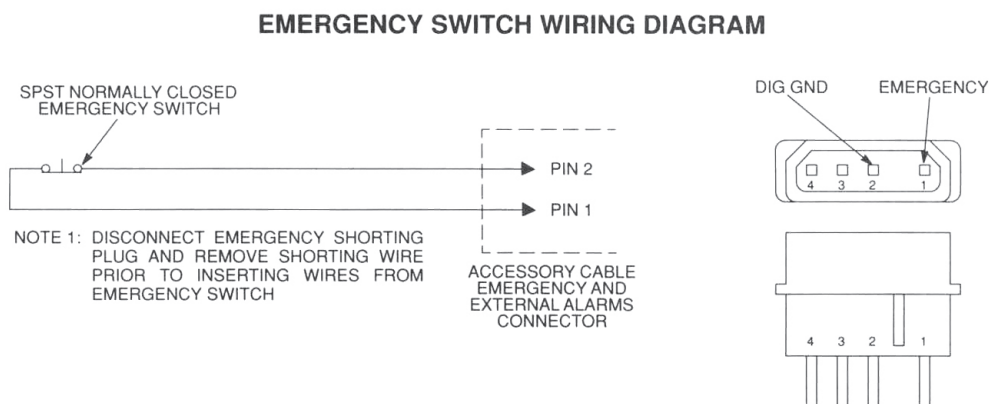 EMERGENCY SWITCH WIRING DIAGRAM
SPST NORMALLY CLOSED
EMERGENCY SWITCH
PIN 2
PIN 1
NOTE 1: DISCONNECT EMERGENCY SHORTING
PLUG AND REMOVE SHORTING WIRE
PRIOR TO INSERTING WIRES FROM
EMERGENCY SWITCH
ACCESSORY CABLE
EMERGENCY AND
EXTERNAL ALARMS
CONNECTOR
DIG GND EMERGENCY
4 3 2 1
4 3 2 1